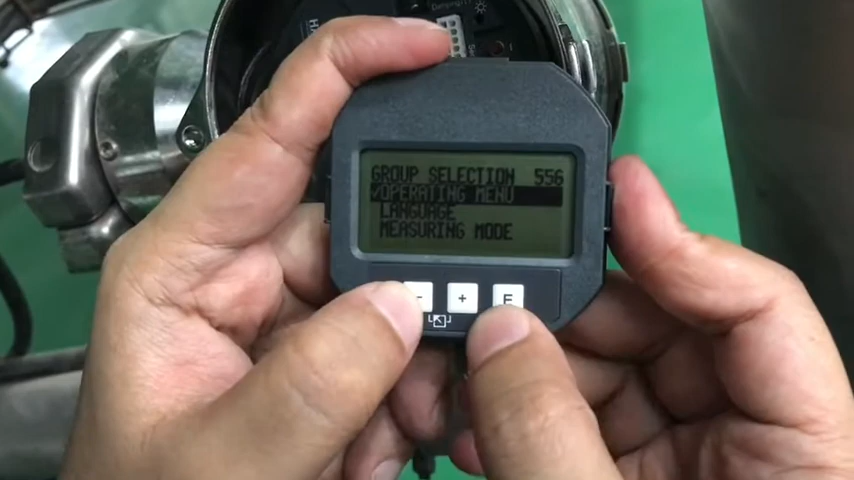 GROUP SELECTION 556
✓OPERATING MENU
LANGUAGE
MEASURING MODE
+
E